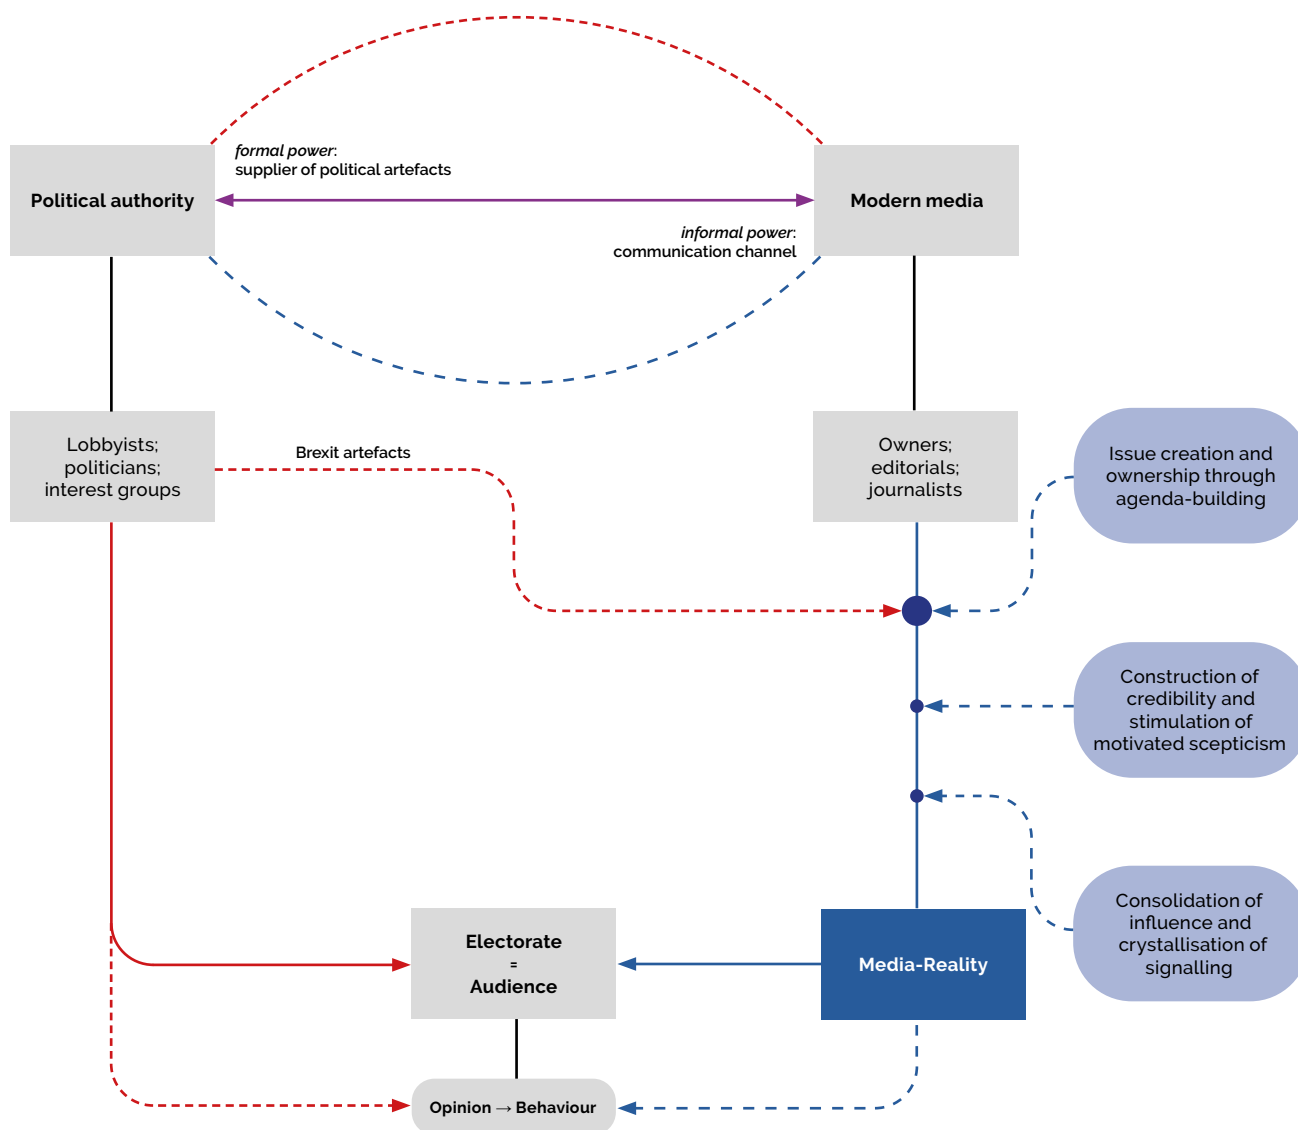 formal power:
supplier of political artefacts
Political authority
Modern media
informal power:
communication channel
Lobbyists;
politicians;
interest groups
Brexit artefacts
Owners;
editorials;
journalists
Issue creation and
ownership through
agenda-building
Construction of
credibility and
stimulation of
motivated scepticism
Consolidation of
influence and
crystallisation of
signalling
Electorate
=
Audience
Media-Reality
Opinion → Behaviour